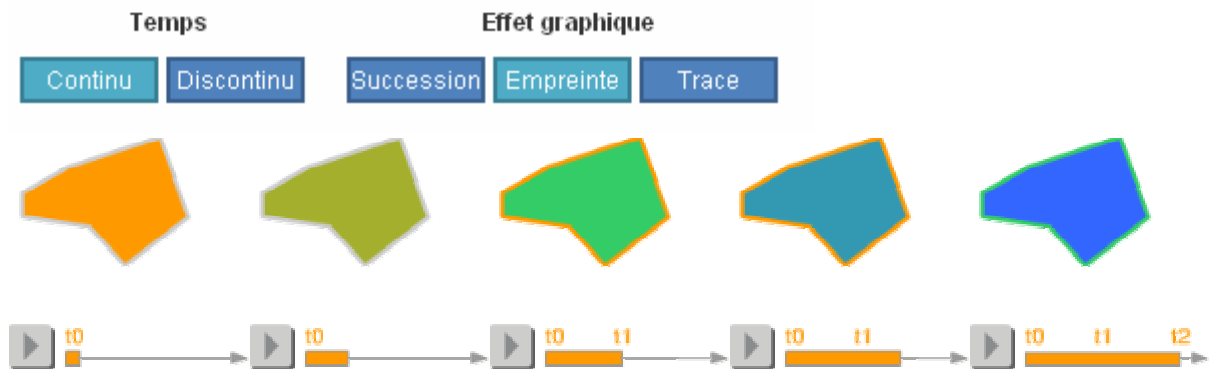 Temps Effet graphique
Continu Discontinu Succession Empreinte Trace
t0 t0 t0 t1 t0 t1 t0 t1 t2